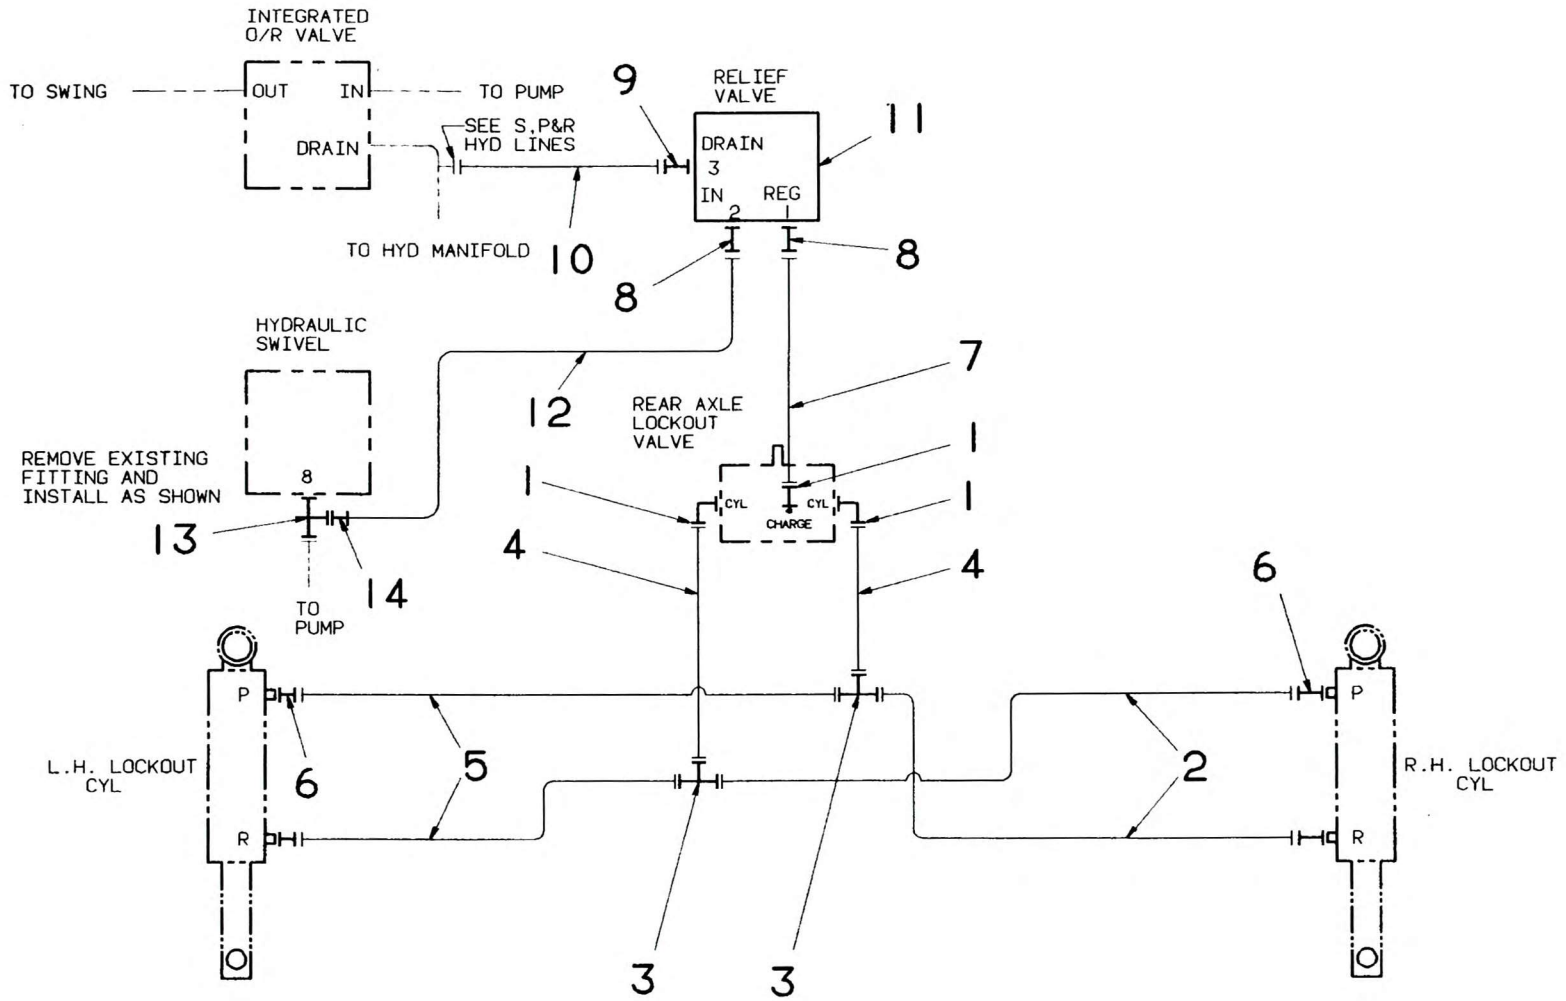 INTEGRATED
O/R VALVE
TO SWING
OUT
IN
TO PUMP
DRAIN
SEE S,P&R
HYD LINES
TO HYD MANIFOLD
9
10
RELIEF
VALVE
11
DRAIN
3
IN
2
REG
1
8
8
HYDRAULIC
SWIVEL
8
12
7
REMOVE EXISTING
FITTING AND
INSTALL AS SHOWN
13
14
TO
PUMP
REAR AXLE
LOCKOUT
VALVE
1
1
1
CYL
CYL
CHARGE
4
4
6
P
P
L.H. LOCKOUT
CYL
6
5
2
R.H. LOCKOUT
CYL
R
R
3
3